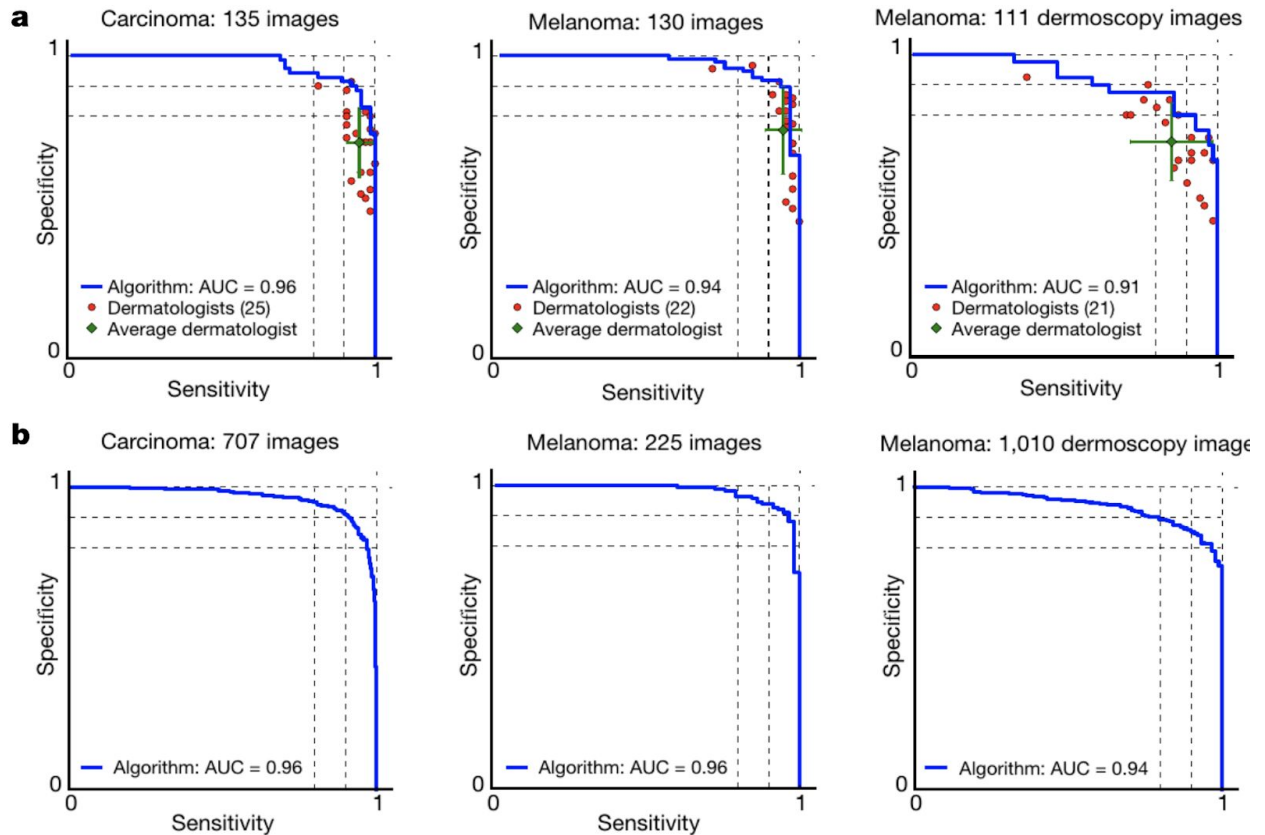 a
Carcinoma: 135 images
1
Specificity
Algorithm: AUC = 0.96
Dermatologists (25)
Average dermatologist
0
0
1
Sensitivity
Melanoma: 130 images
1
Specificity
Algorithm: AUC = 0.94
Dermatologists (22)
Average dermatologist
0
0
1
Sensitivity
Melanoma: 111 dermoscopy images
1
Specificity
Algorithm: AUC = 0.91
Dermatologists (21)
Average dermatologist
0
0
1
Sensitivity
b
Carcinoma: 707 images
1
Specificity
Algorithm: AUC = 0.96
0
0
1
Sensitivity
Melanoma: 225 images
1
Specificity
Algorithm: AUC = 0.96
0
0
1
Sensitivity
Melanoma: 1,010 dermoscopy image
1
Specificity
Algorithm: AUC = 0.94
0
0
1
Sensitivity